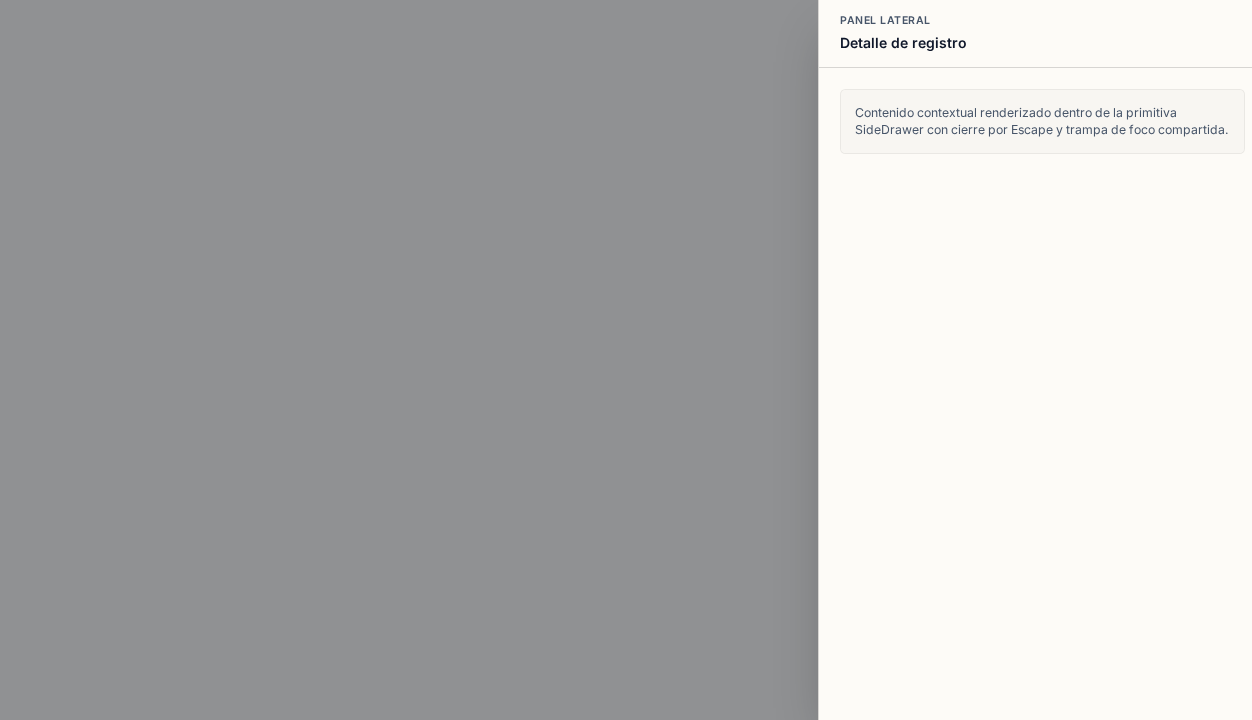 PANEL LATERAL
Detalle de registro
Contenido contextual renderizado dentro de la primitiva
SideDrawer con cierre por Escape y trampa de foco compartida.